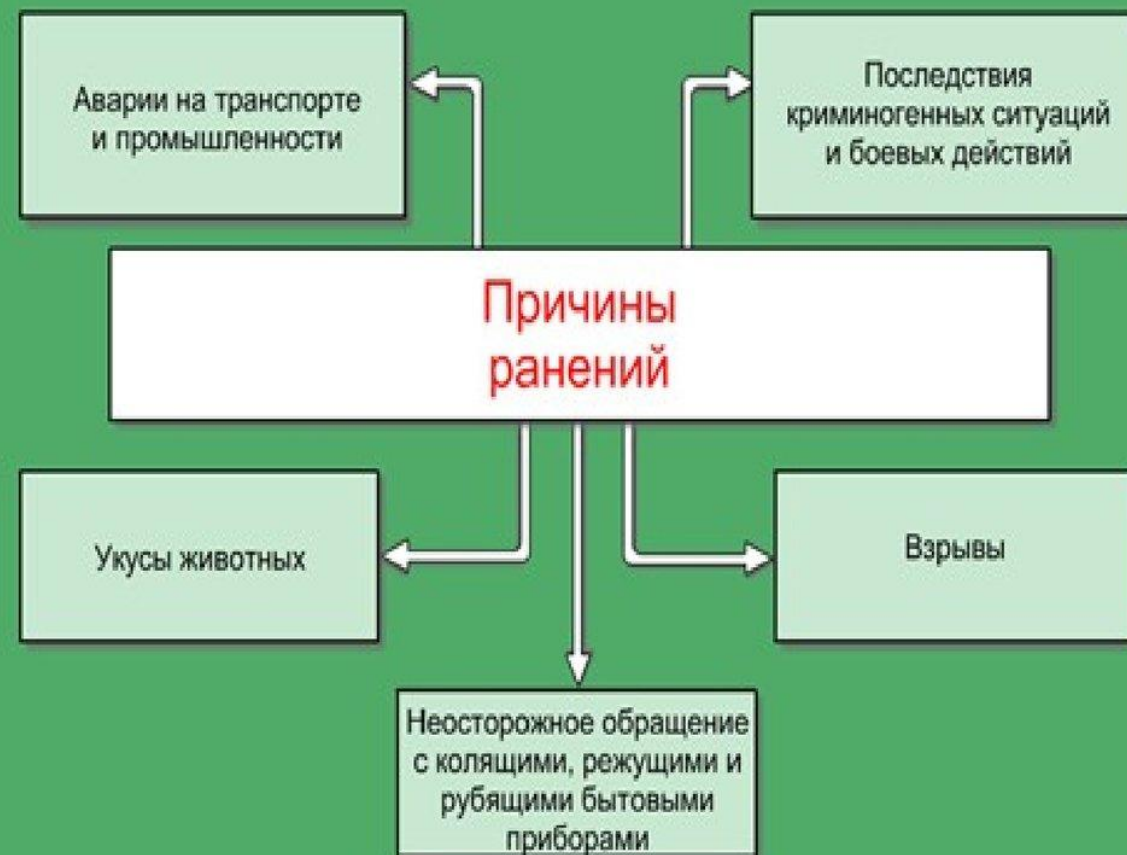 Аварии на транспорте
и промышленности
Последствия
криминогенных ситуаций
и боевых действий
Причины
ранений
Укусы животных
Взрывы
Неосторожное обращение
с колящими, режущими и
рубящими бытовыми
приборами